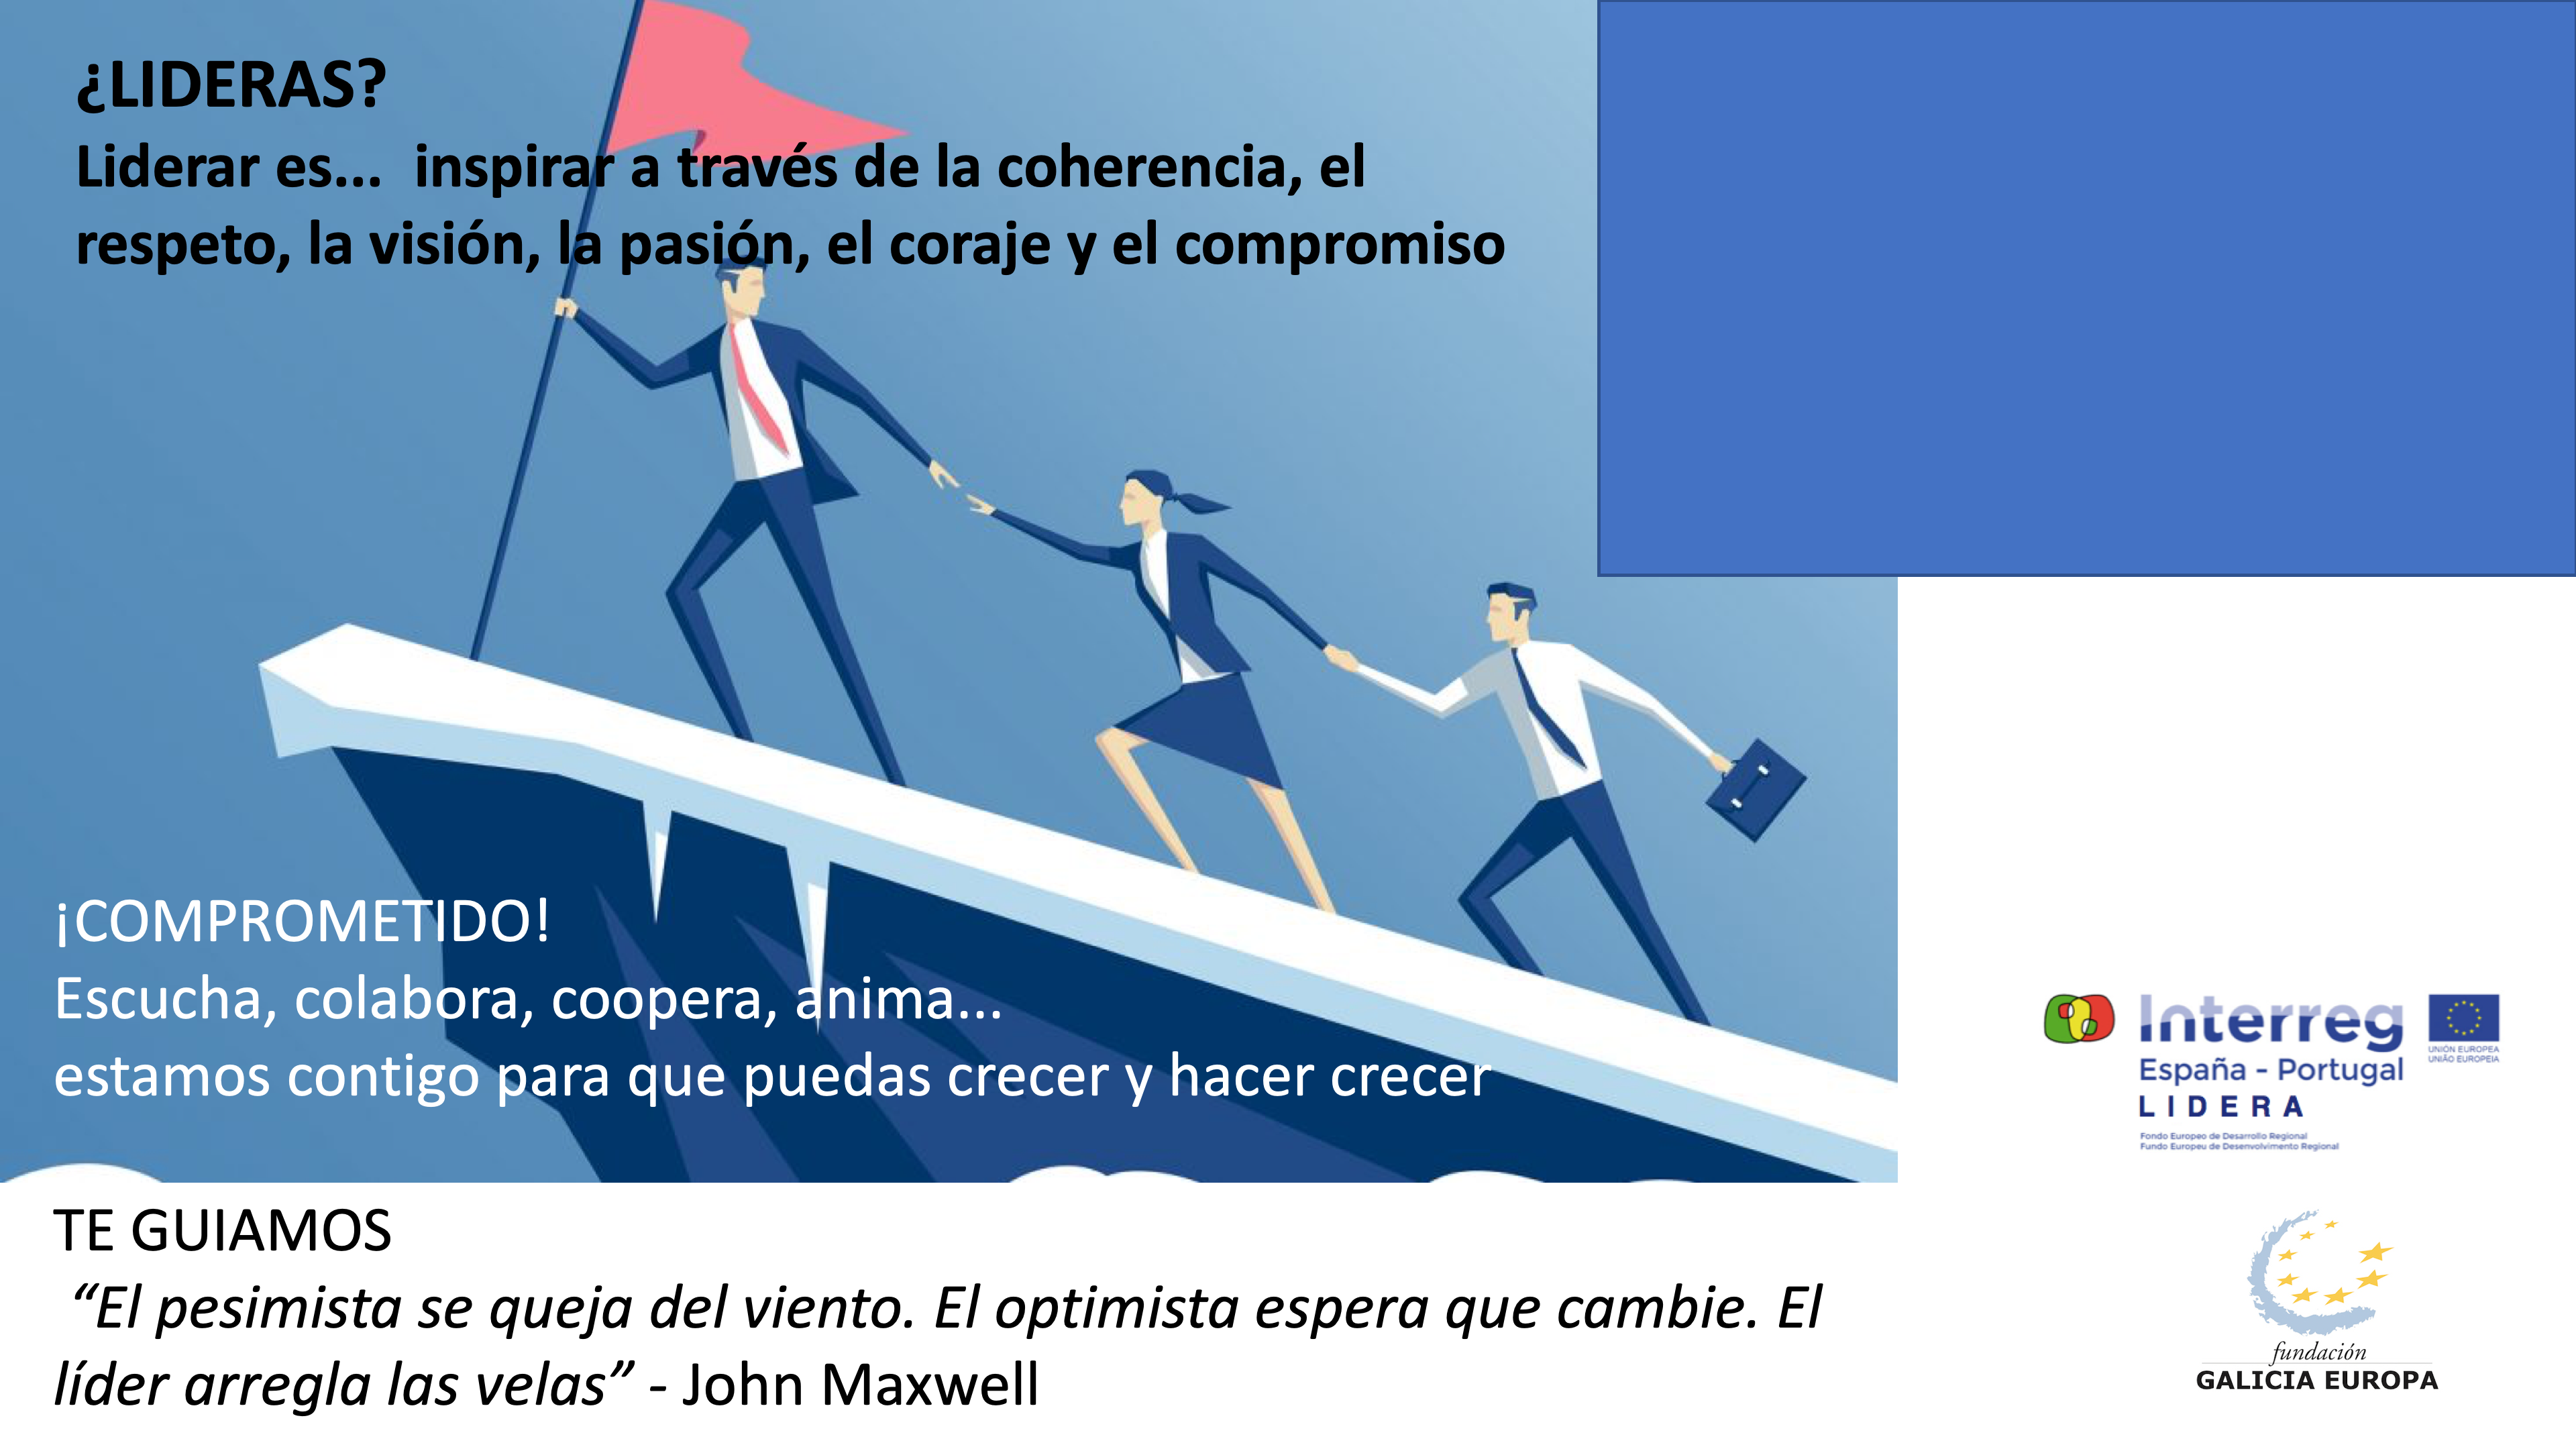 ¿LIDERAS?
Liderar es... inspirar a través de la coherencia, el
respeto, la visión, la pasión, el coraje y el compromiso
¡COMPROMETIDO!
Escucha, colabora, coopera, anima...
estamos contigo para que puedas crecer y hacer crecer
TE GUIAMOS
“El pesimista se queja del viento. El optimista espera que cambie. El
líder arregla las velas” - John Maxwell
Interreg
España - Portugal
LIDERA
Fondo Europeo de Desarrollo Regional
Fundo Europeu de Desenvolvimento Regional
UNIÓN EUROPEA
UNIÃO EUROPEIA
fundación
GALICIA EUROPA